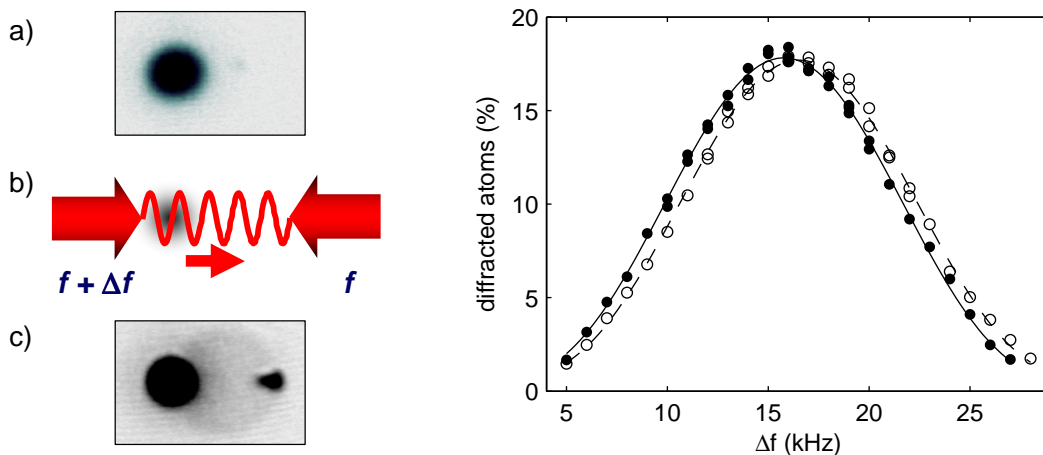 a)
b)
f + Δf
f
c)
20
15
10
5
0
diffracted atoms (%)
5
10
15
20
25
Δf (kHz)